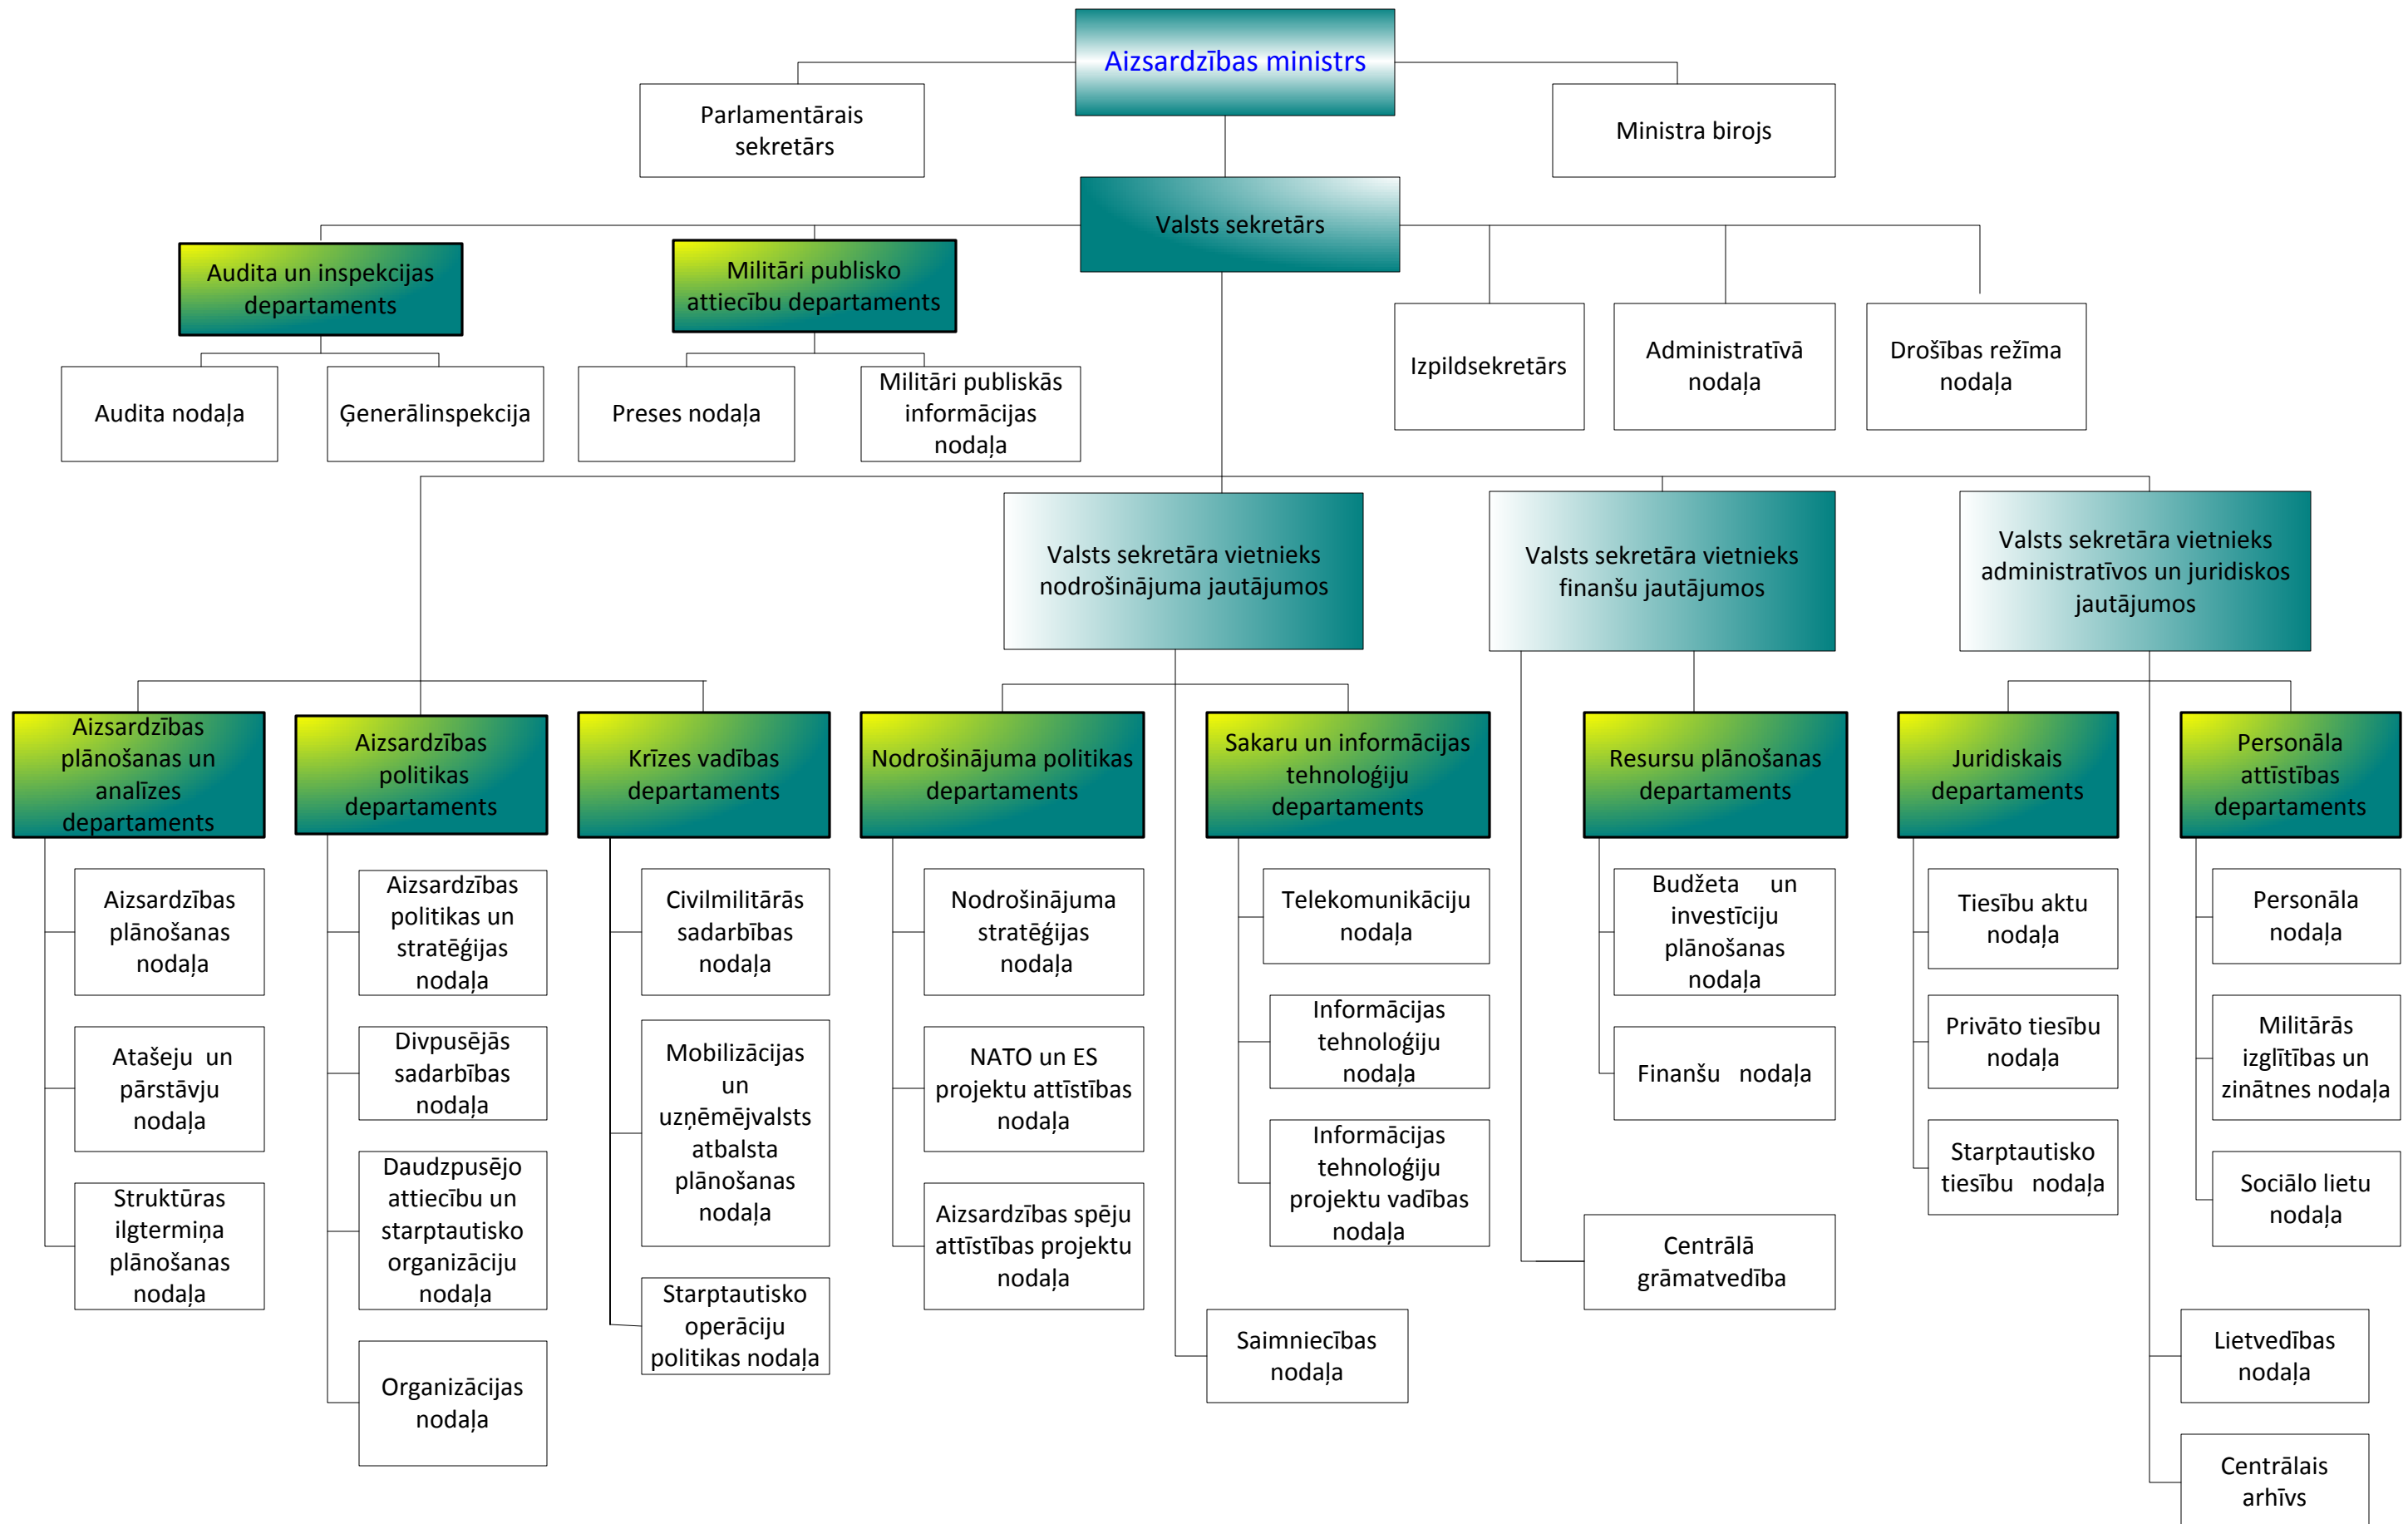 Aizsardzības ministrs
Parlamentārais
sekretārs
Ministra birojs
Valsts sekretārs
Audita un inspekcijas
departaments
Militāri publisko
attiecību departaments
Izpildsekretārs
Administratīvā
nodaļa
Drošības režīma
nodaļa
Audita nodaļa
Ģenerālinspekcija
Preses nodaļa
Militāri publiskās
informācijas
nodaļa
Valsts sekretāra vietnieks
nodrošinājuma jautājumos
Valsts sekretāra vietnieks
finanšu jautājumos
Valsts sekretāra vietnieks
administratīvos un juridiskos
jautājumos
Aizsardzības
plānošanas un
analīzes
departaments
Aizsardzības
politikas
departaments
Krīzes vadības
departaments
Nodrošinājuma politikas
departaments
Sakaru un informācijas
tehnoloģiju
departaments
Resursu plānošanas
departaments
Juridiskais
departaments
Personāla
attīstības
departaments
Aizsardzības
plānošanas
nodaļa
Atašeju un
pārstāvju
nodaļa
Struktūras
ilgtermiņa
plānošanas
nodaļa
Aizsardzības
politikas un
stratēģijas
nodaļa
Divpusējās
sadarbības
nodaļa
Daudzpusējo
attiecību un
starptautisko
organizāciju
nodaļa
Organizācijas
nodaļa
Civilmilitārās
sadarbības
nodaļa
Mobilizācijas
un
uzņēmējvalsts
atbalsta
plānošanas
nodaļa
Starptautisko
operāciju
politikas nodaļa
Nodrošinājuma
stratēģijas
nodaļa
NATO un ES
projektu attīstības
nodaļa
Aizsardzības spēju
attīstības projektu
nodaļa
Telekomunikāciju
nodaļa
Informācijas
tehnoloģiju
nodaļa
Informācijas
tehnoloģiju
projektu vadības
nodaļa
Saimniecības
nodaļa
Budžeta un
investīciju
plānošanas
nodaļa
Finanšu nodaļa
Centrālā
grāmatvedība
Tiesību aktu
nodaļa
Privāto tiesību
nodaļa
Starptautisko
tiesību nodaļa
Personāla
nodaļa
Militārās
izglītības un
zinātnes nodaļa
Sociālo lietu
nodaļa
Lietvedības
nodaļa
Centrālais
arhīvs